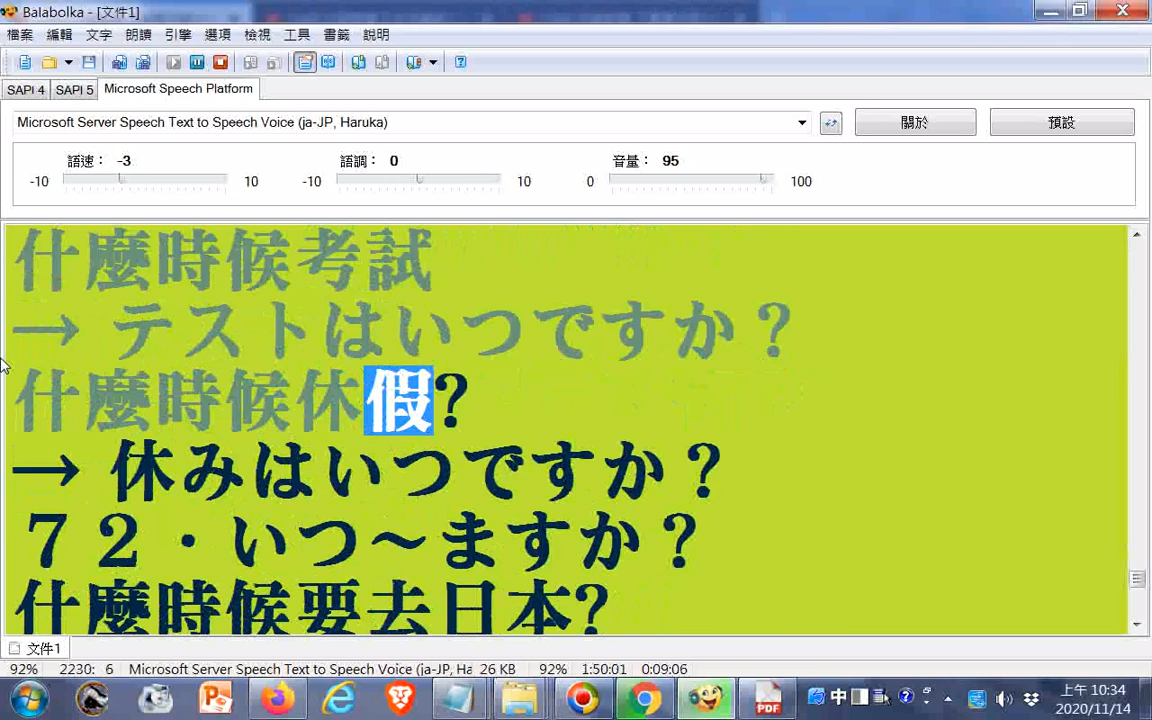 Balabolka - [文件1]
檔案 編輯 文字 朗讀 引擎 選項 檢視 工具 書籤 說明
SAPI 4 SAPI 5 Microsoft Speech Platform
Microsoft Server Speech Text to Speech Voice (ja-JP, Haruka) 關於 預設
語速： -3 語調： 0 音量： 95
-10 10 -10 10 0 100
什麼時候考試
→ テストはいつですか？
什麼時候休假?
→ 休みはいつですか？
７２・いつ～ますか？
什麼時候要去日本?
文件1
92% 2230: 6 Microsoft Server Speech Text to Speech Voice (ja-JP, Ha 26 KB 92% 1:50:01 0:09:06
中 上午 10:34
PDF 2020/11/14